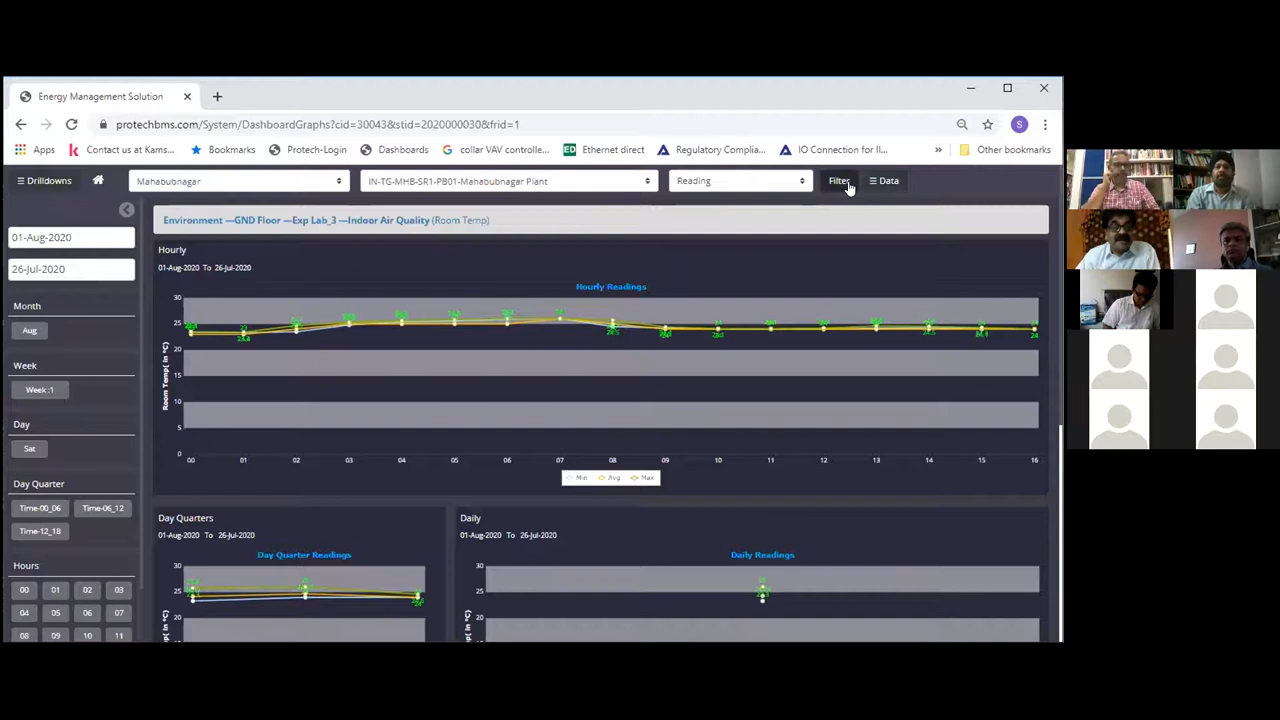 Energy Management Solution
protechbms.com/System/DashboardGraphs?cid=30043&stid=2020000030&frid=1
S
Apps Contact us at Kams... Bookmarks Protech-Login Dashboards collar VAV controlle... ED Ethernet direct Regulatory Complia... IO Connection for II... » Other bookmarks
Drilldowns Mahabubnagar IN-TG-MHB-SR1-PB01-Mahabubnagar Plant Reading Filter Data
01-Aug-2020
26-Jul-2020
Month
Aug
Week
Week :1
Day
Sat
Day Quarter
Time-00_06 Time-06_12
Time-12_18
Hours
00 01 02 03
04 05 06 07
08 09 10 11
Environment —GND Floor —Exp Lab_3 —Indoor Air Quality (Room Temp)
Hourly
01-Aug-2020 To 26-Jul-2020
Hourly Readings
Room Temp( in °C)
30
25
20
15
10
5
0
00 01 02 03 04 05 06 07 08 09 10 11 12 13 14 15 16
Min Avg Max
Day Quarters
01-Aug-2020 To 26-Jul-2020
Day Quarter Readings
30
25
20
Daily
01-Aug-2020 To 26-Jul-2020
Daily Readings
30
25
20